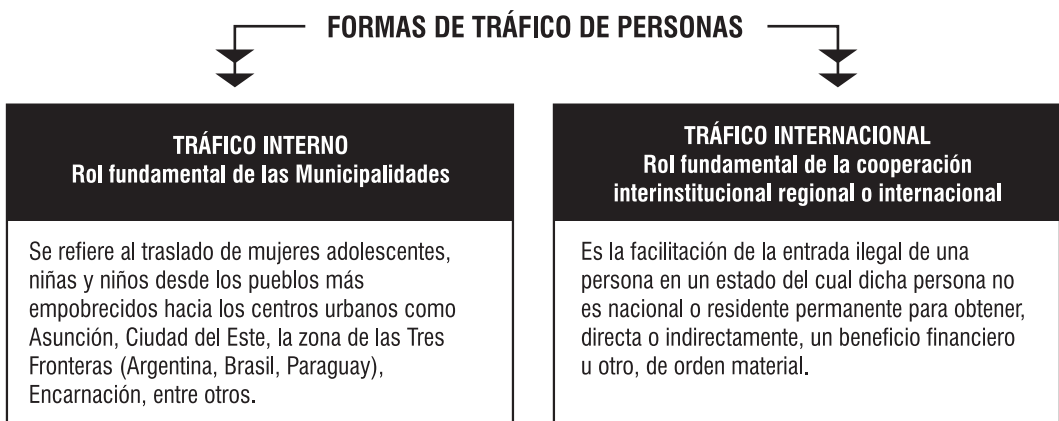 FORMAS DE TRÁFICO DE PERSONAS
TRÁFICO INTERNO
Rol fundamental de las Municipalidades
Se refiere al traslado de mujeres adolescentes,
niñas y niños desde los pueblos más
empobrecidos hacia los centros urbanos como
Asunción, Ciudad del Este, la zona de las Tres
Fronteras (Argentina, Brasil, Paraguay),
Encarnación, entre otros.
TRÁFICO INTERNACIONAL
Rol fundamental de la cooperación
interinstitucional regional o internacional
Es la facilitación de la entrada ilegal de una
persona en un estado del cual dicha persona no
es nacional o residente permanente para obtener,
directa o indirectamente, un beneficio financiero
u otro, de orden material.